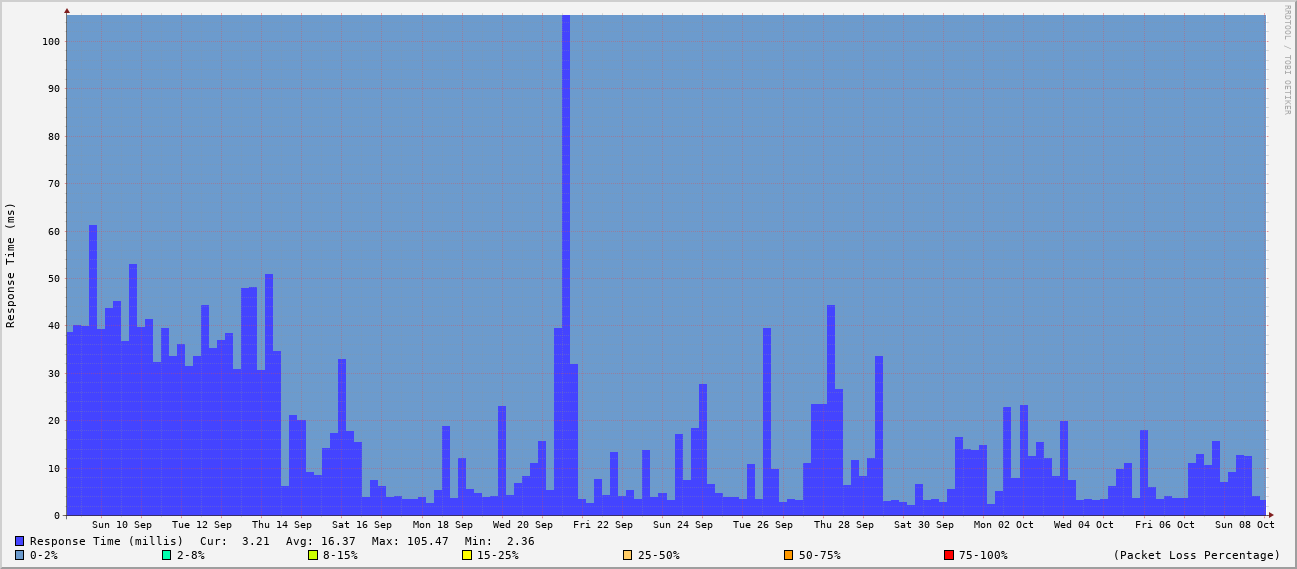 RRDTOOL / TOBI OETIKER
Response Time (ms)
100
90
80
70
60
50
40
30
20
10
0
Sun 10 Sep Tue 12 Sep Thu 14 Sep Sat 16 Sep Mon 18 Sep Wed 20 Sep Fri 22 Sep Sun 24 Sep Tue 26 Sep Thu 28 Sep Sat 30 Sep Mon 02 Oct Wed 04 Oct Fri 06 Oct Sun 08 Oct
Response Time (millis) Cur: 3.21 Avg: 16.37 Max: 105.47 Min: 2.36
0-2% 2-8% 8-15% 15-25% 25-50% 50-75% 75-100% (Packet Loss Percentage)